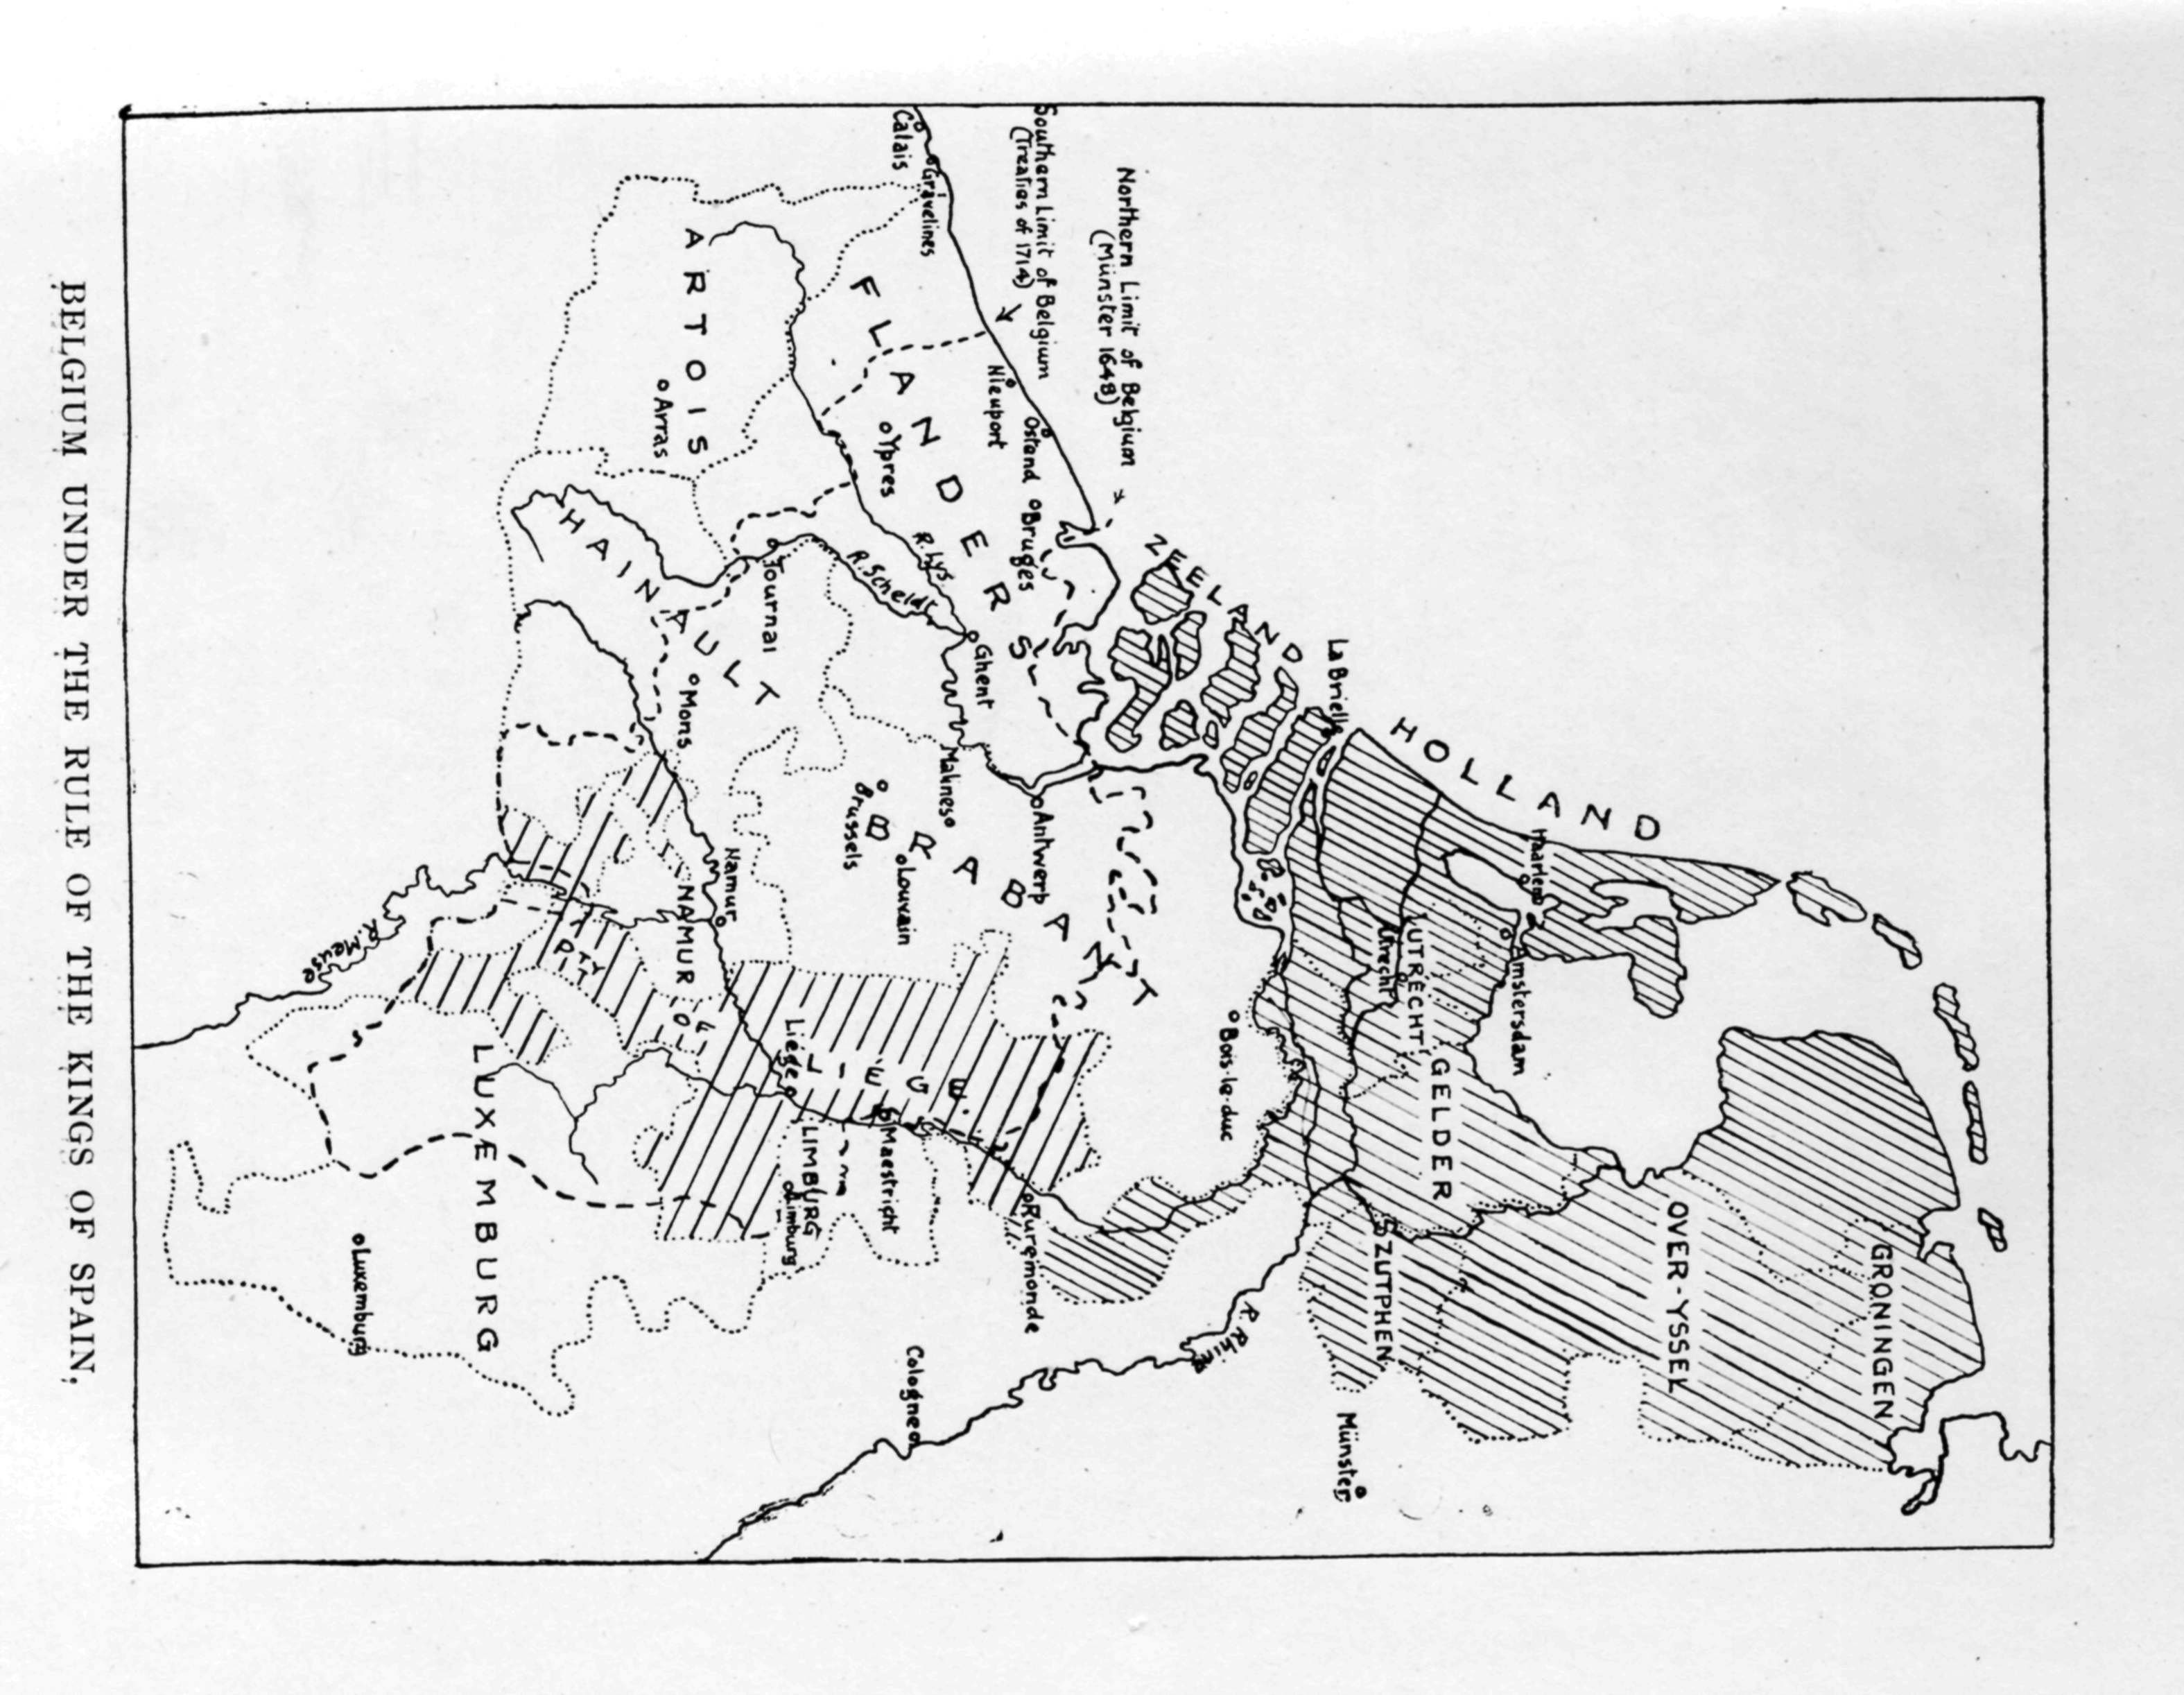 Northern Limit of Belgium
(Münster 1648)
Southern Limit of Belgium
(Treaties of 1714)
GRONINGEN
OVER-YSSEL
HOLLAND
Haarlem
Amsterdam
GELDER
UTRECHT
Utrecht
ZUTPHEN
Münster
La Brielle
ZEELAND
Bois-le-duc
R. Rhine
Calais
Gravelines
Nieuport
Ostend
Bruges
FLANDERS
Ypres
R. Lys
R. Scheldt
Ghent
Antwerp
Malines
BRABANT
Brussels
Louvain
Ruremonde
Maestricht
Cologne
LIÉGE
Liége
LIMBURG
Limburg
ARTOIS
Arras
Tournai
HAINAULT
Mons
Namur
NAMUR
PTY
OF
LUXEMBURG
Luxemburg
R. Meuse
BELGIUM UNDER THE RULE OF THE KINGS OF SPAIN,